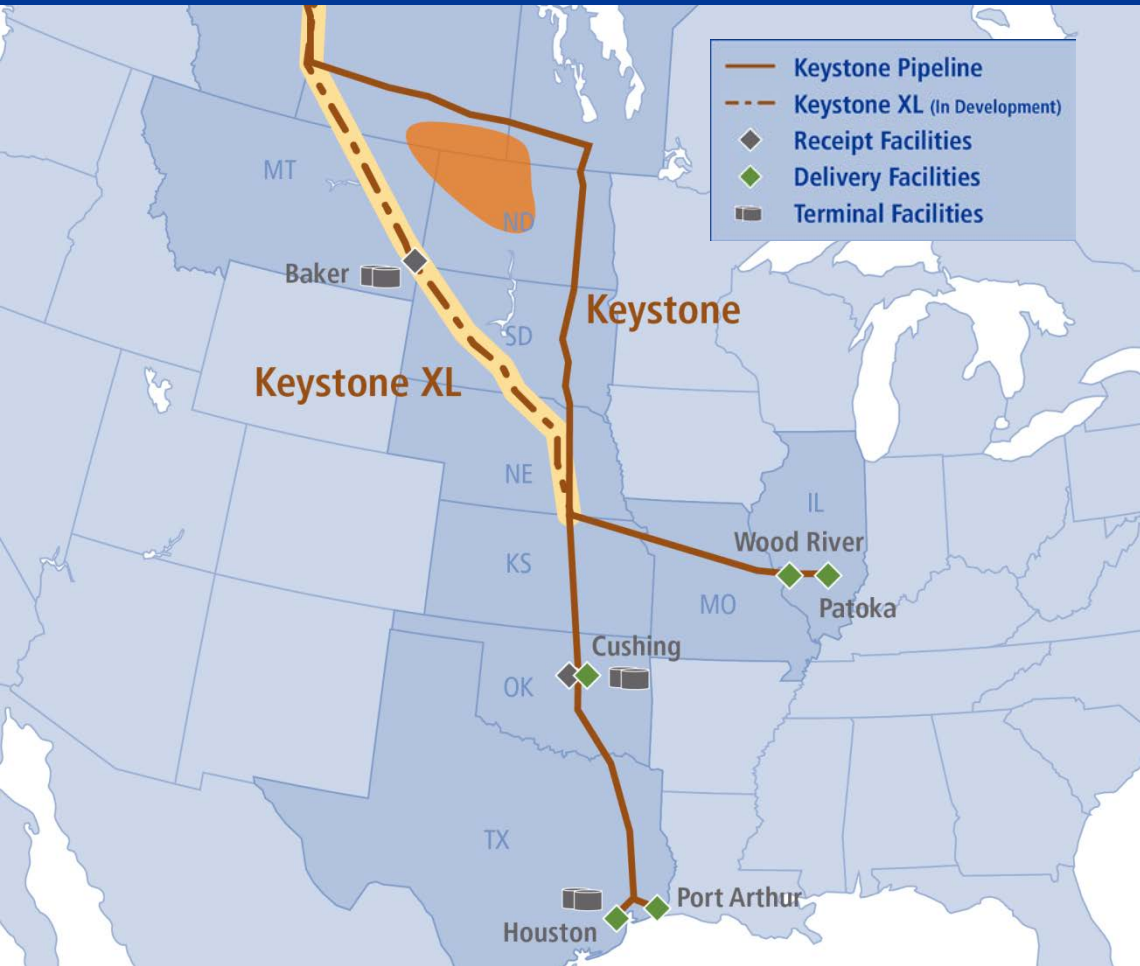 Keystone Pipeline
Keystone XL (In Development)
Receipt Facilities
Delivery Facilities
Terminal Facilities
MT
ND
Baker
Keystone
SD
Keystone XL
NE
IL
Wood River
KS
MO
Patoka
Cushing
OK
TX
Port Arthur
Houston